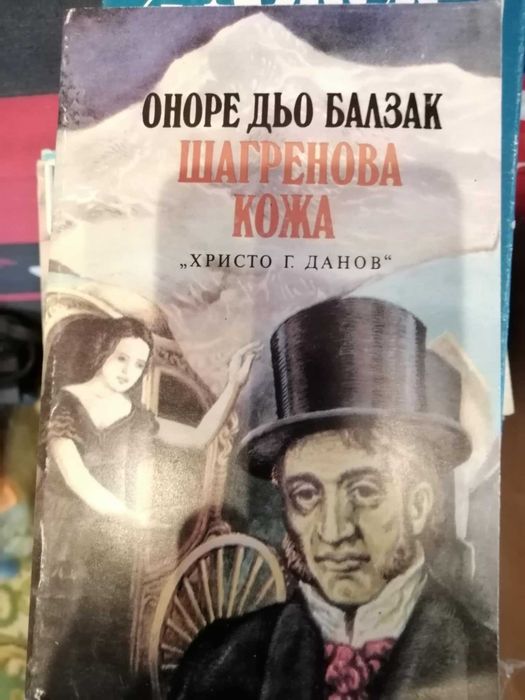 ОНОРЕ ДЬО БАЛЗАК
ШАГРЕНОВА
КОЖА
„ХРИСТО Г. ДАНОВ“